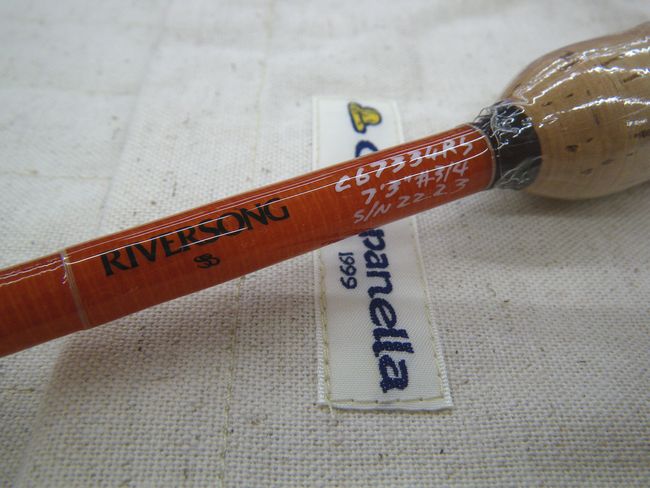 RIVERSONG
C67334RS
7'3" #3/4
S/N 2223
panella
1999